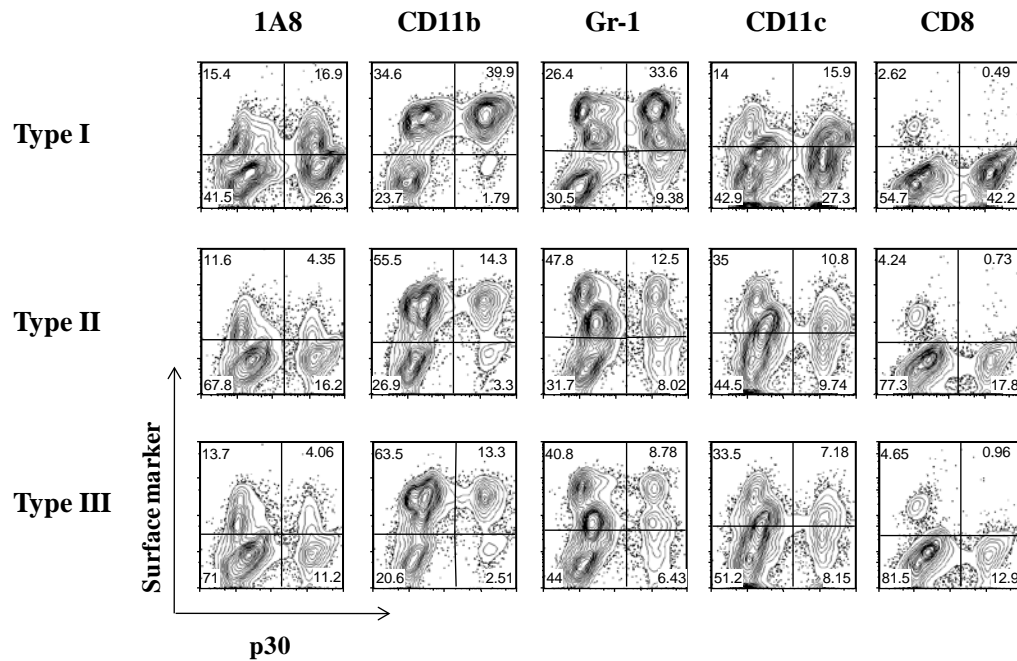 1A8 CD11b Gr-1 CD11c CD8
Type I
15.4 16.9 34.6 39.9 26.4 33.6 14 15.9 2.62 0.49
41.5 26.3 23.7 1.79 30.5 9.38 42.9 27.3 54.7 42.2
Type II
11.6 4.35 55.5 14.3 47.8 12.5 35 10.8 4.24 0.73
67.8 16.2 26.9 3.3 31.7 8.02 44.5 9.74 77.3 17.8
Type III
13.7 4.06 63.5 13.3 40.8 8.78 33.5 7.18 4.65 0.96
71 11.2 20.6 2.51 44 6.43 51.2 8.15 81.5 12.9
Surface marker
p30